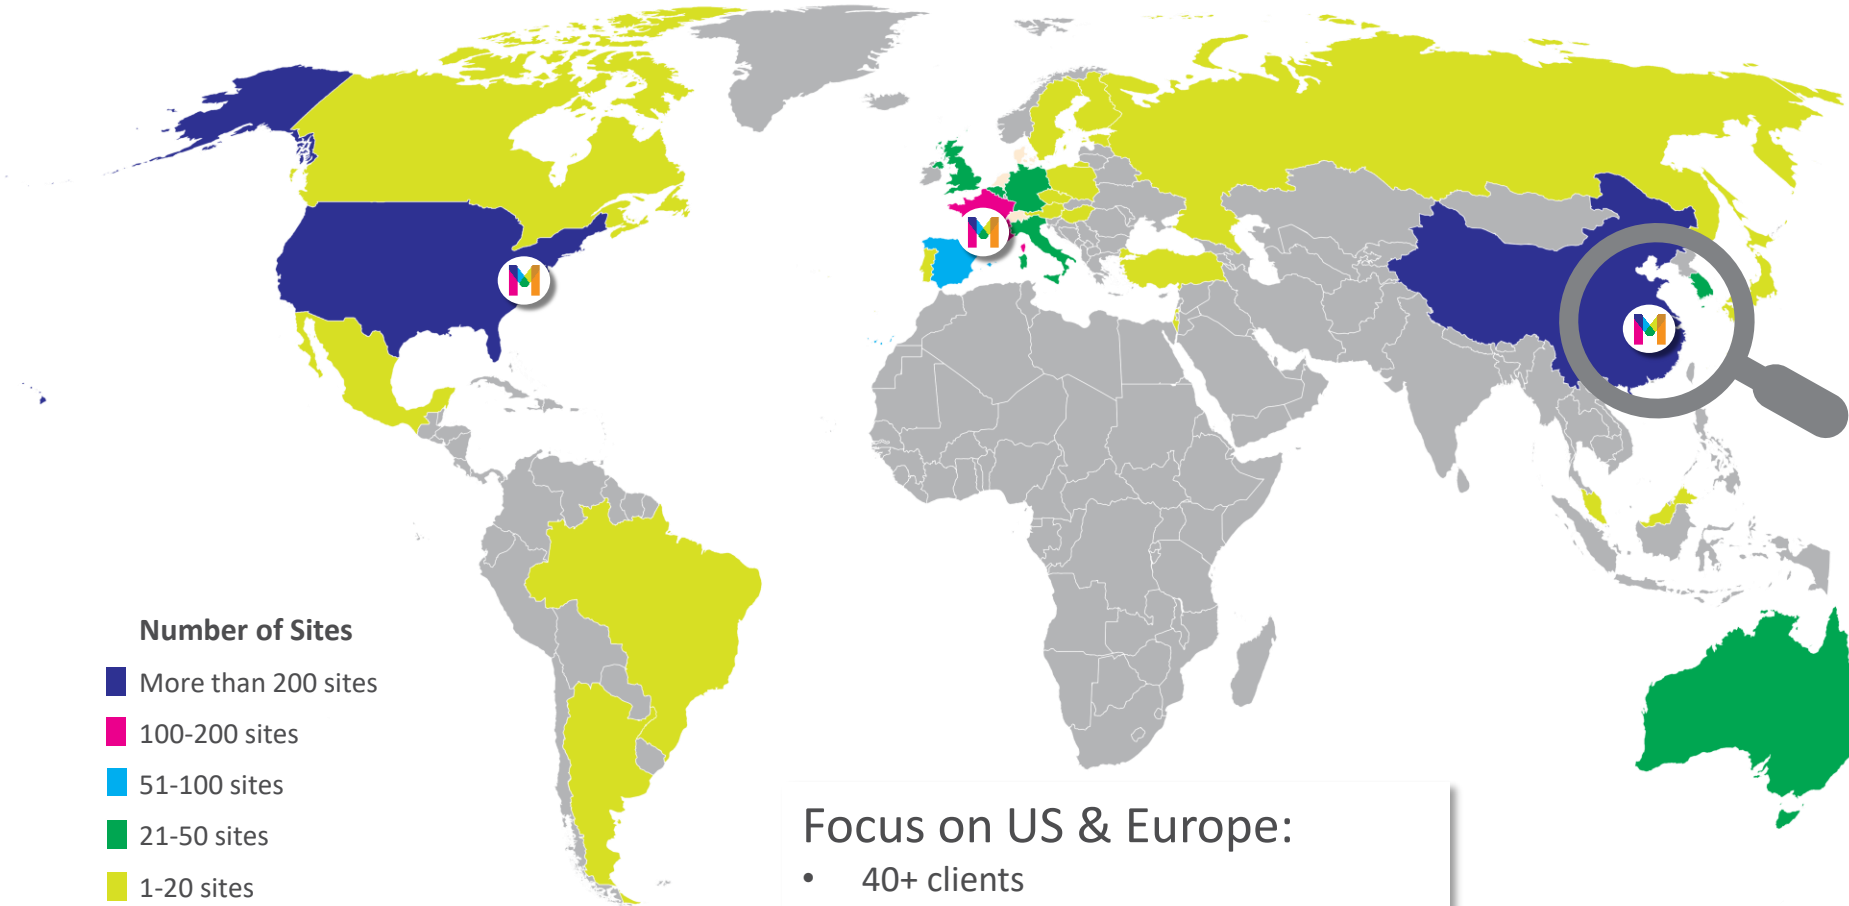 Number of Sites
More than 200 sites
100-200 sites
51-100 sites
21-50 sites
1-20 sites
Focus on US & Europe:
• 40+ clients